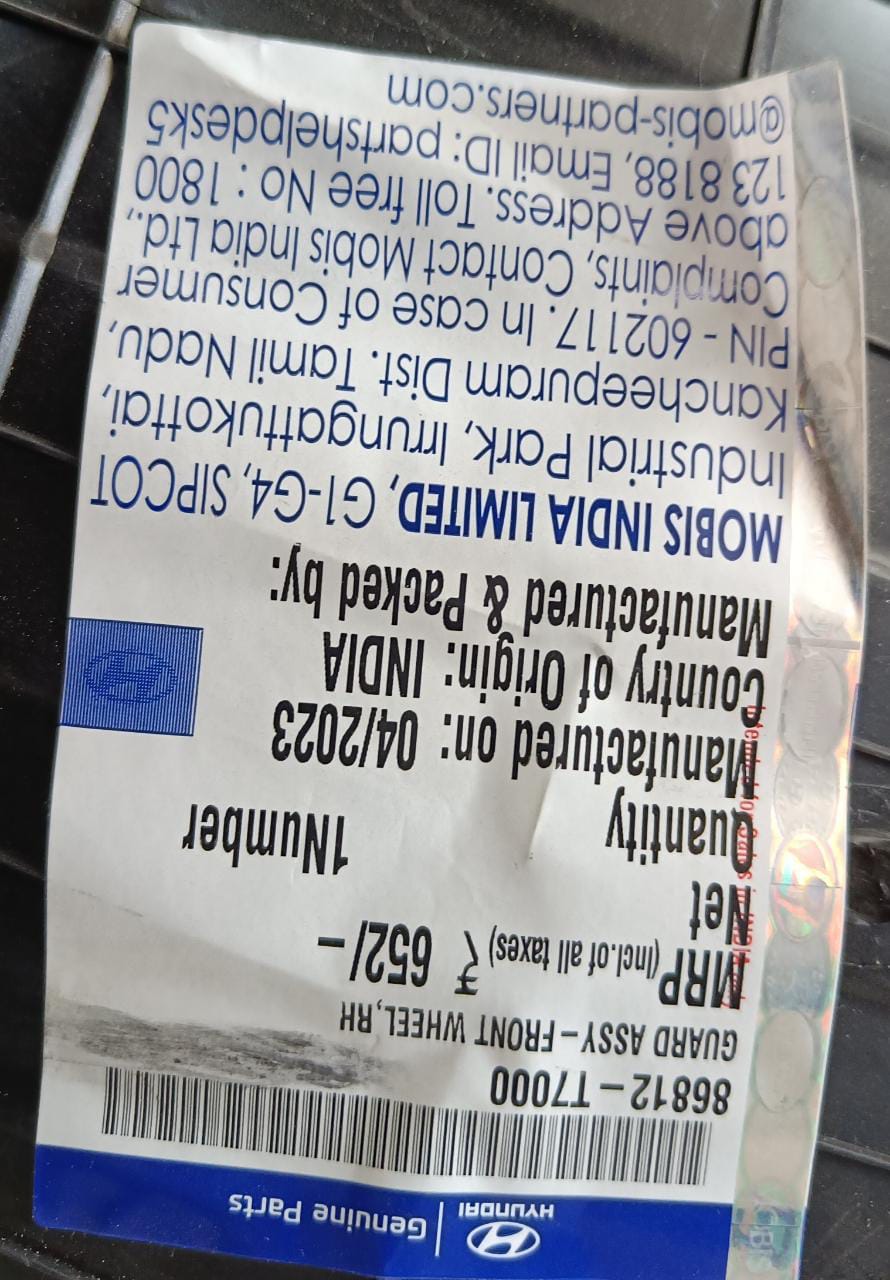 HYUNDAI | Genuine Parts
86812-T7000
GUARD ASSY-FRONT WHEEL,RH
MRP (Incl.of all taxes) ₹ 652/-
Net
Quantity 1Number
Manufactured on: 04/2023
Country of Origin: INDIA
Manufactured & Packed by:
MOBIS INDIA LIMITED, G1-G4, SIPCOT
Industrial Park, Irrungattukottai,
Kancheepuram Dist. Tamil Nadu,
PIN - 602117. In case of Consumer
Complaints, Contact Mobis India Ltd.,
above Address. Toll free No : 1800
123 8188, Email ID: partshelpdesk5
@mobis-partners.com